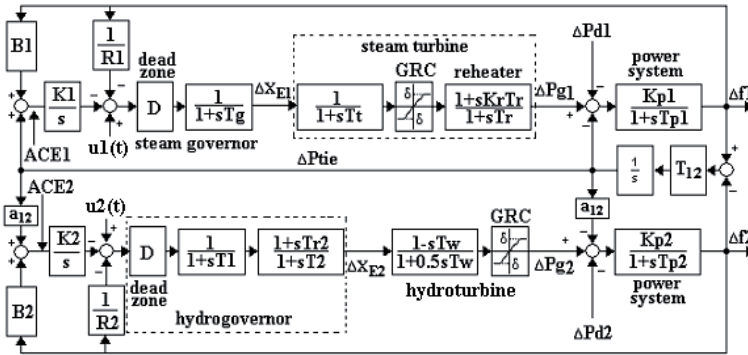 B1
1
R1
dead
zone
steam turbine
GRC
reheater
ΔPd1
power
system
K1
s
D
1
1+sTg
ΔX_E1
1
1+sTt
δ
δ
1+sKrTr
1+sTr
ΔPg1
Kp1
1+sTp1
Δf1
ACE1
u1(t)
steam governor
ΔPtie
1
s
T12
ACE2
a12
u2(t)
a12
GRC
K2
s
D
1
1+sT1
1+sTr2
1+sT2
ΔX_E2
1-sTw
1+0.5sTw
δ
δ
ΔPg2
Kp2
1+sTp2
Δf2
dead
zone
hydroturbine
power
system
B2
1
R2
hydrogovernor
ΔPd2